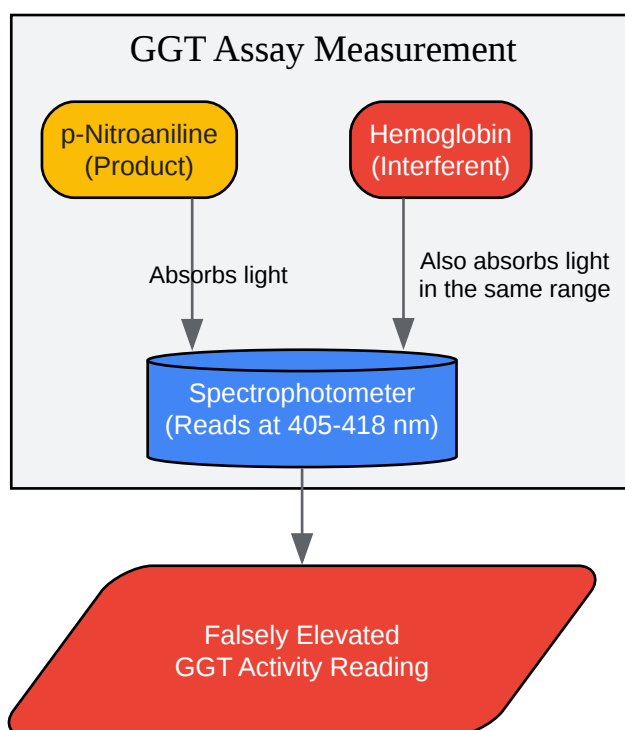 GGT Assay Measurement
p-Nitroaniline
(Product)
Hemoglobin
(Interferent)
Absorbs light
Also absorbs light
in the same range
Spectrophotometer
(Reads at 405-418 nm)
Falsely Elevated
GGT Activity Reading